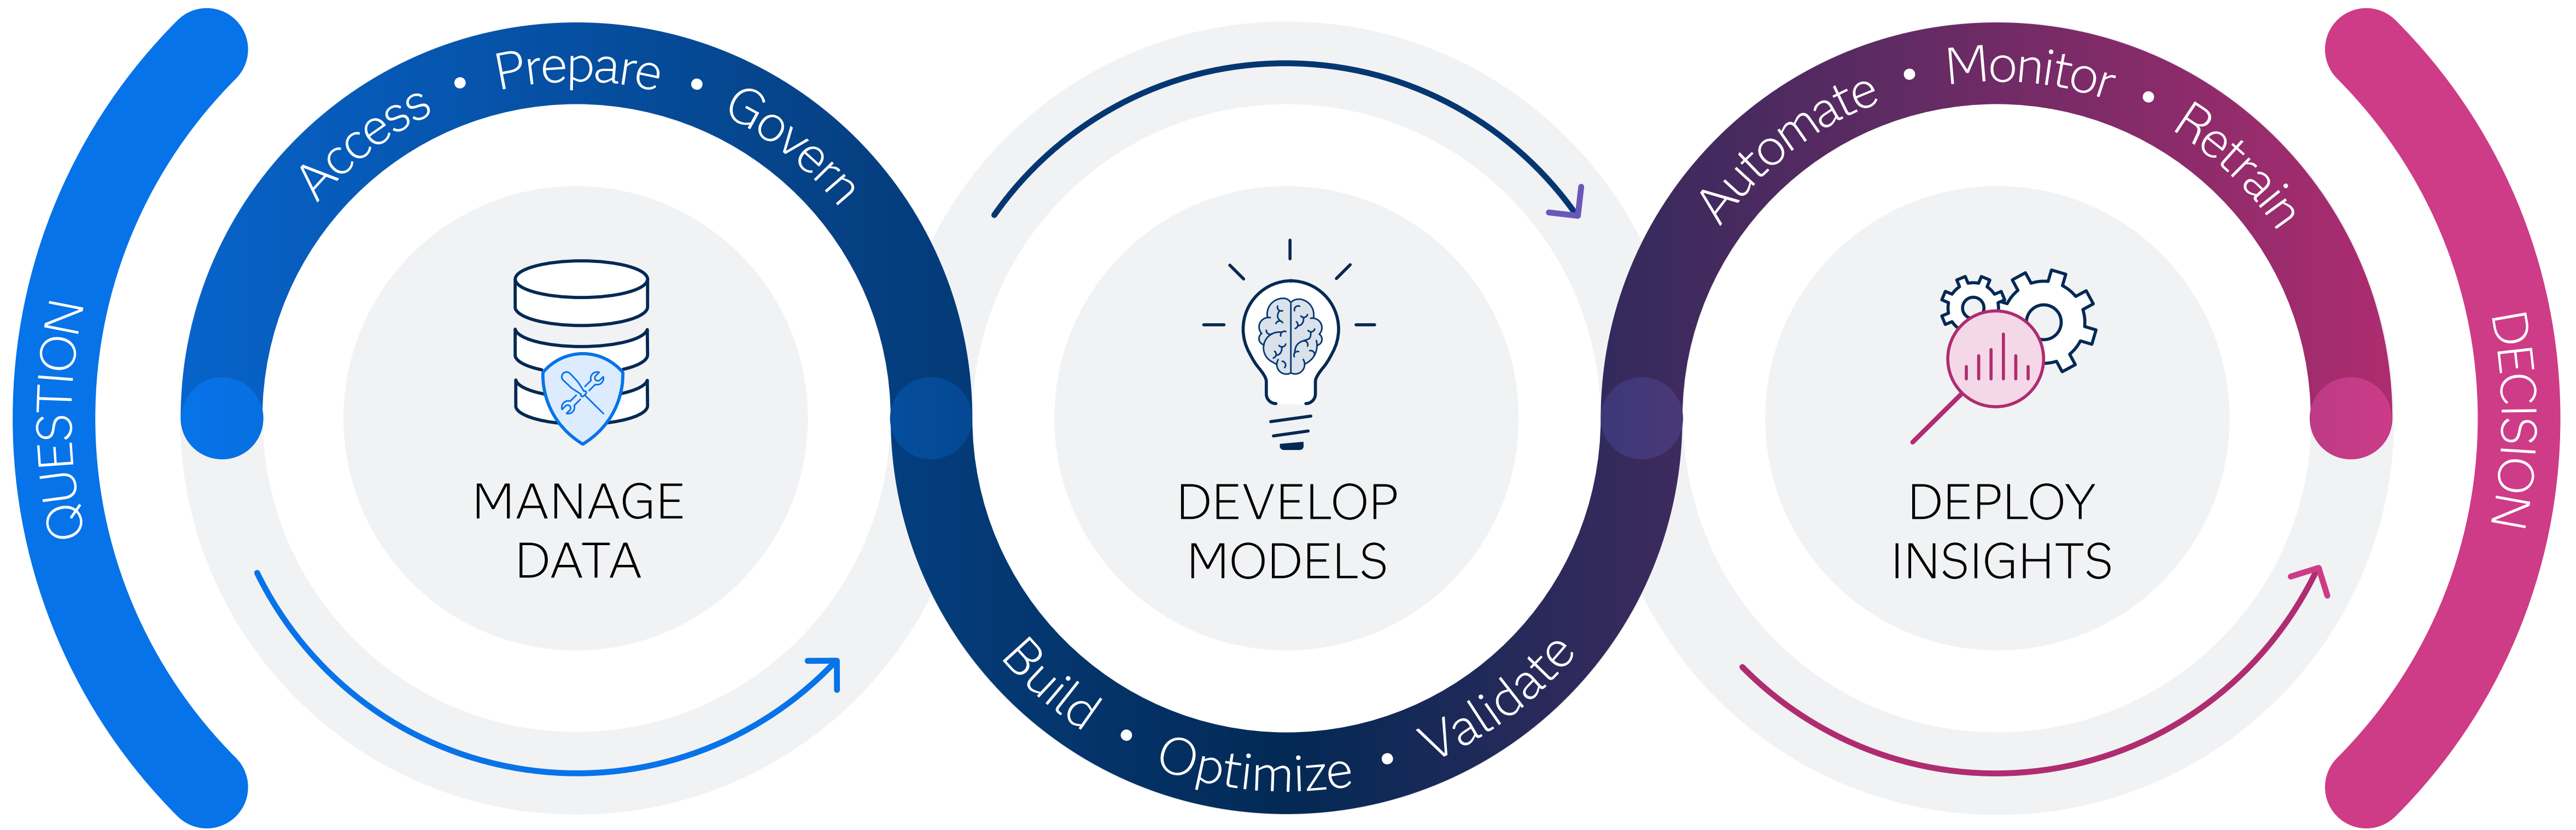 QUESTION
Access • Prepare • Govern
MANAGE
DATA
DEVELOP
MODELS
Build • Optimize • Validate
Automate • Monitor • Retrain
DEPLOY
INSIGHTS
DECISION